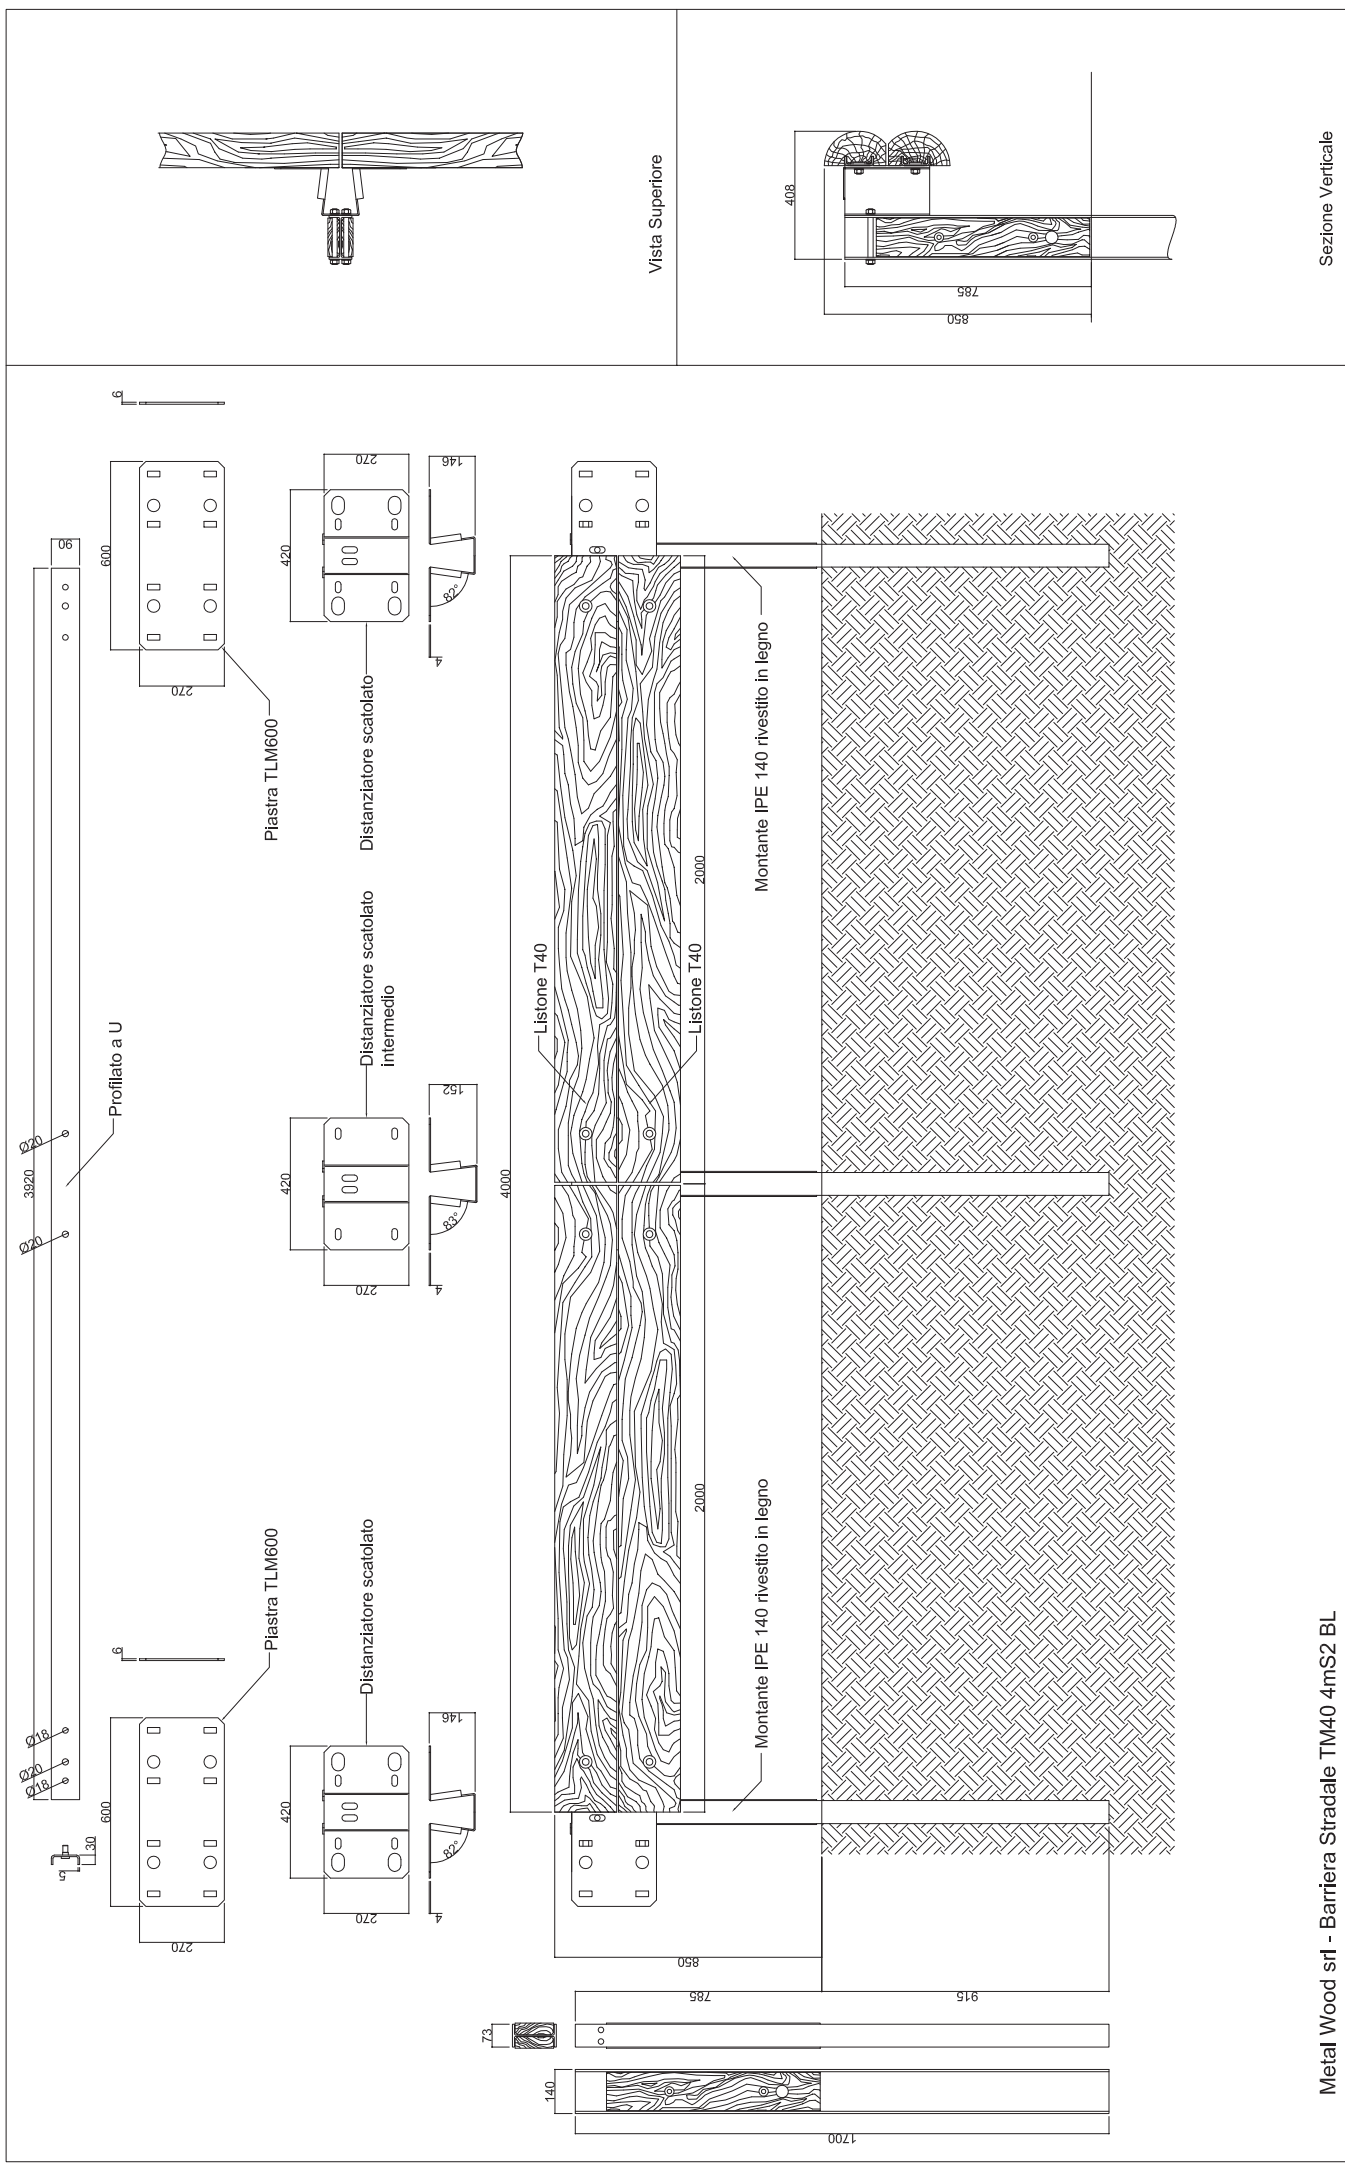 Ø18
Ø20
Ø18
Ø20
3920
Ø20
90
5
30
Profilato a U
600
270
6
Piastra TLM600
600
270
6
Piastra TLM600
420
270
4
82°
146
Distanziatore scatolato
420
270
4
83°
152
Distanziatore scatolato
intermedio
420
270
4
82°
146
Distanziatore scatolato
4000
Listone T40
Listone T40
2000
2000
Montante IPE 140 rivestito in legno
Montante IPE 140 rivestito in legno
850
785
915
73
140
1700
Vista Superiore
408
785
850
Sezione Verticale
Metal Wood srl - Barriera Stradale TM40 4mS2 BL